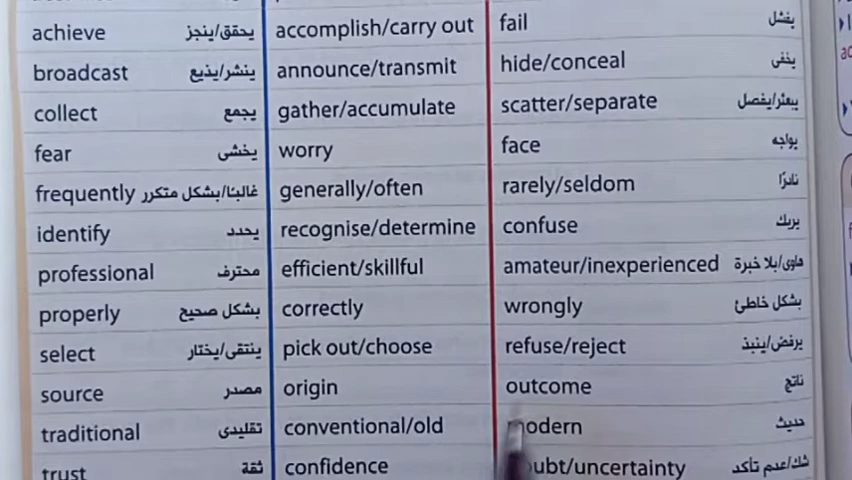 achieve يحقق/ينجز accomplish/carry out fail يفشل
broadcast ينشر/يذيع announce/transmit hide/conceal يخفى
collect يجمع gather/accumulate scatter/separate يبعثر/يفصل
fear يخشى worry face يواجه
frequently غالبًا/بشكل متكرر generally/often rarely/seldom نادرًا
identify يحدد recognise/determine confuse يربك
professional محترف efficient/skillful amateur/inexperienced هاوى/بلا خبرة
properly بشكل صحيح correctly wrongly بشكل خاطئ
select ينتقى/يختار pick out/choose refuse/reject يرفض/ينبذ
source مصدر origin outcome ناتج
traditional تقليدى conventional/old modern حديث
trust ثقة confidence doubt/uncertainty شك/عدم تأكد